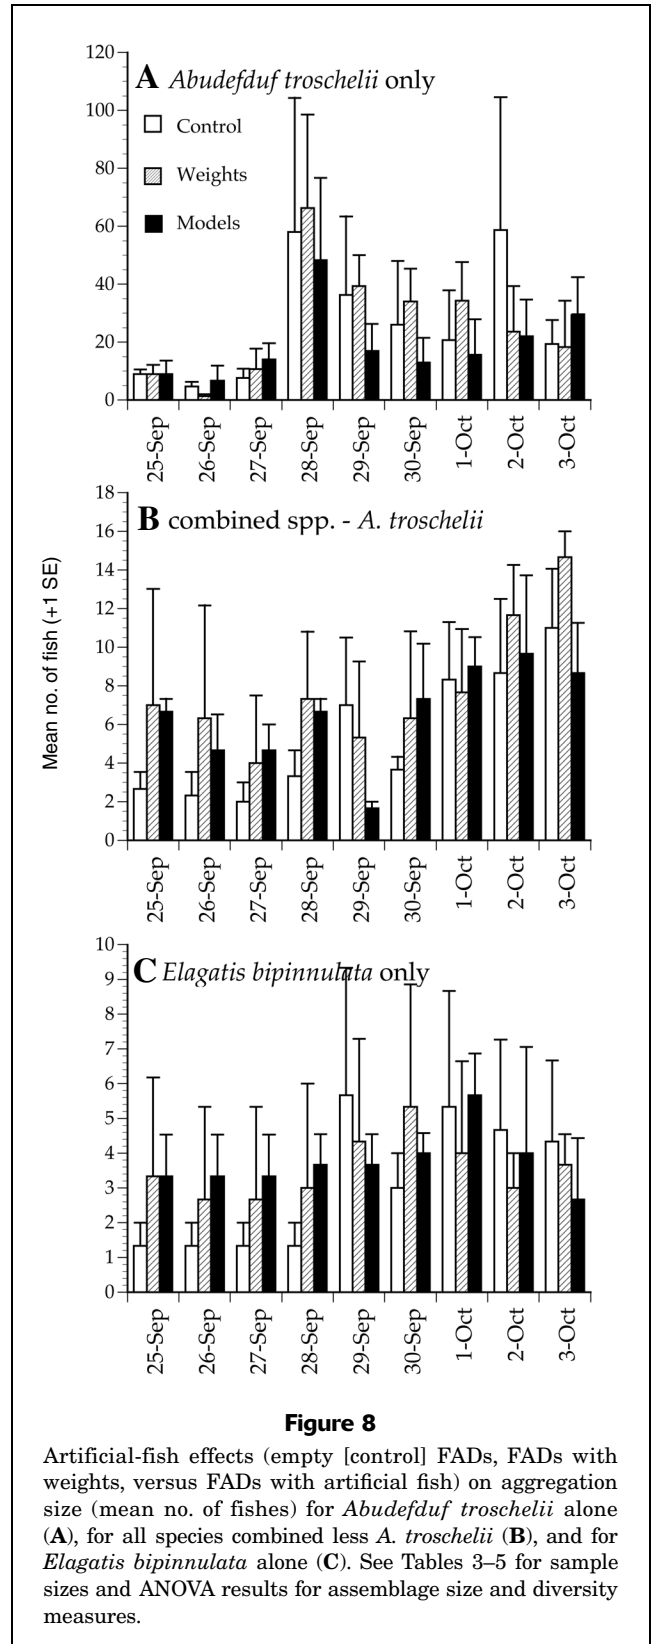 120
A Abudefduf troschelii only
100
Control
80
Weights
60
Models
40
20
0
25-Sep
26-Sep
27-Sep
28-Sep
29-Sep
30-Sep
1-Oct
2-Oct
3-Oct
Mean no. of fish (+1 SE)
18
B combined spp. - A. troschelii
16
14
12
10
8
6
4
2
0
25-Sep
26-Sep
27-Sep
28-Sep
29-Sep
30-Sep
1-Oct
2-Oct
3-Oct
10
C Elagatis bipinnulata only
9
8
7
6
5
4
3
2
1
0
25-Sep
26-Sep
27-Sep
28-Sep
29-Sep
30-Sep
1-Oct
2-Oct
3-Oct
Figure 8
Artificial-fish effects (empty [control] FADs, FADs with
weights, versus FADs with artificial fish) on aggregation
size (mean no. of fishes) for Abudefduf troschelii alone
(A), for all species combined less A. troschelii (B), and for
Elagatis bipinnulata alone (C). See Tables 3–5 for sample
sizes and ANOVA results for assemblage size and diversity
measures.